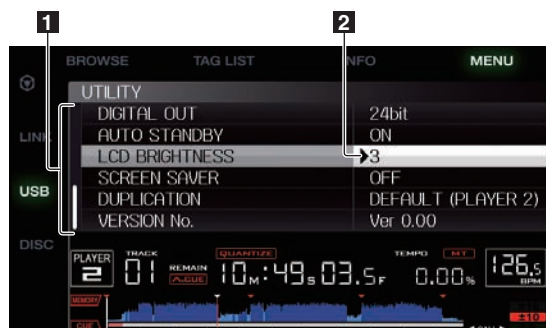 1 2
BROWSE TAG LIST INFO MENU
UTILITY
DIGITAL OUT 24bit
AUTO STANDBY ON
LINK
LCD BRIGHTNESS 3
SCREEN SAVER OFF
USB
DUPLICATION DEFAULT (PLAYER 2)
VERSION No. Ver 0.00
DISC
PLAYER TRACK QUANTIZE TEMPO MT
2 01 REMAIN A.CUE 10M:49s03.5F 0.00% 126.5 BPM
MEMORY
CUE ±10